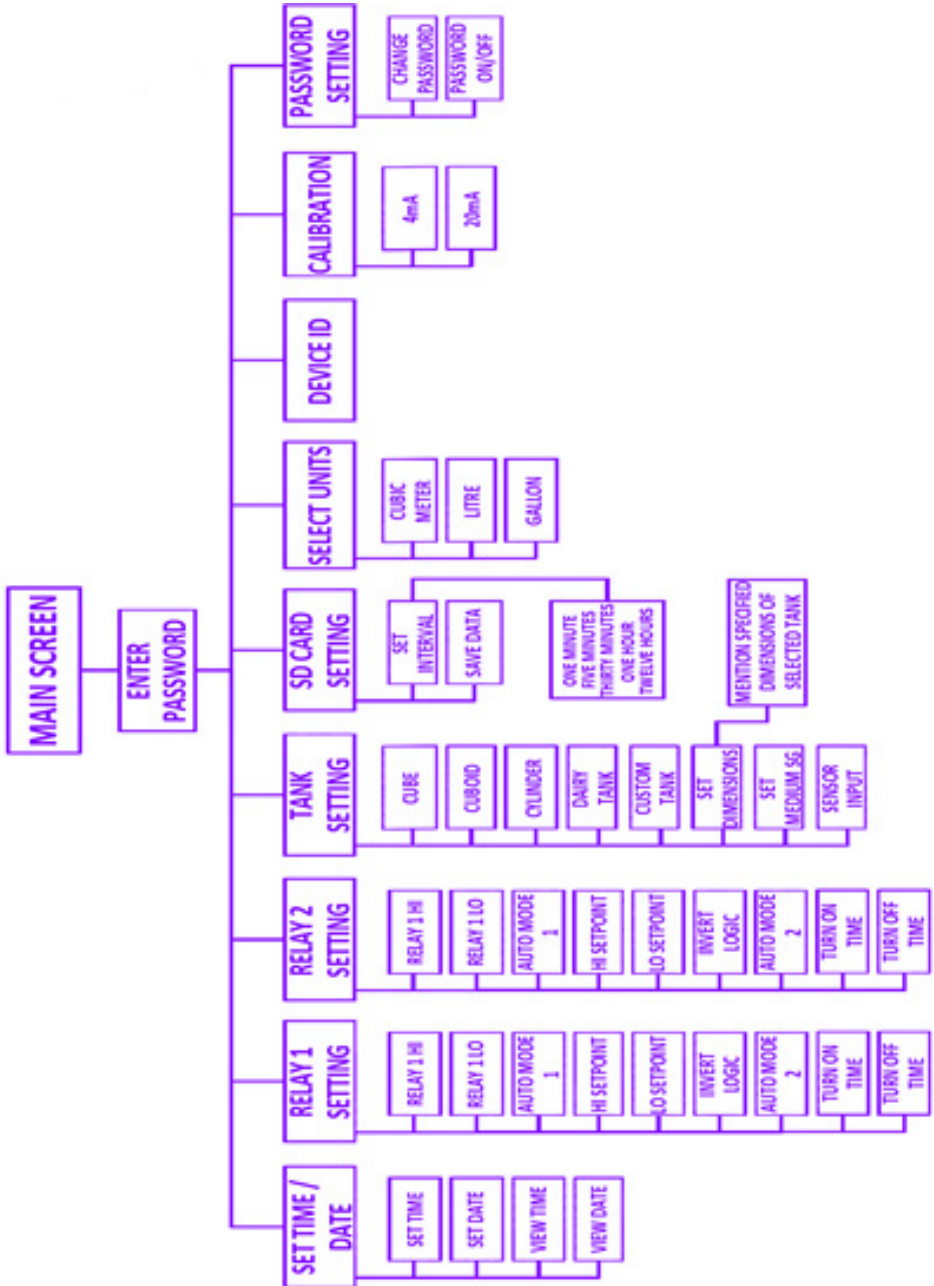 MAIN SCREEN
ENTER
PASSWORD
SET TIME /
DATE
SET TIME
SET DATE
VIEW TIME
VIEW DATE
RELAY 1
SETTING
RELAY 1 HI
RELAY 1 LO
AUTO MODE
1
HI SETPOINT
LO SETPOINT
INVERT
LOGIC
AUTO MODE
2
TURN ON
TIME
TURN OFF
TIME
RELAY 2
SETTING
RELAY 1 HI
RELAY 1 LO
AUTO MODE
1
HI SETPOINT
LO SETPOINT
INVERT
LOGIC
AUTO MODE
2
TURN ON
TIME
TURN OFF
TIME
TANK
SETTING
CUBE
CUBOID
CYLINDER
DAIRY
TANK
CUSTOM
TANK
SET
DIMENSIONS
MENTION SPECIFIED
DIMENSIONS OF
SELECTED TANK
SET
MEDIUM SG
SENSOR
INPUT
SD CARD
SETTING
SET
INTERVAL
ONE MINUTE
FIVE MINUTES
THIRTY MINUTES
ONE HOUR
TWELVE HOURS
SAVE DATA
SELECT UNITS
CUBIC
METER
LITRE
GALLON
DEVICE ID
CALIBRATION
4mA
20mA
PASSWORD
SETTING
CHANGE
PASSWORD
PASSWORD
ON/OFF